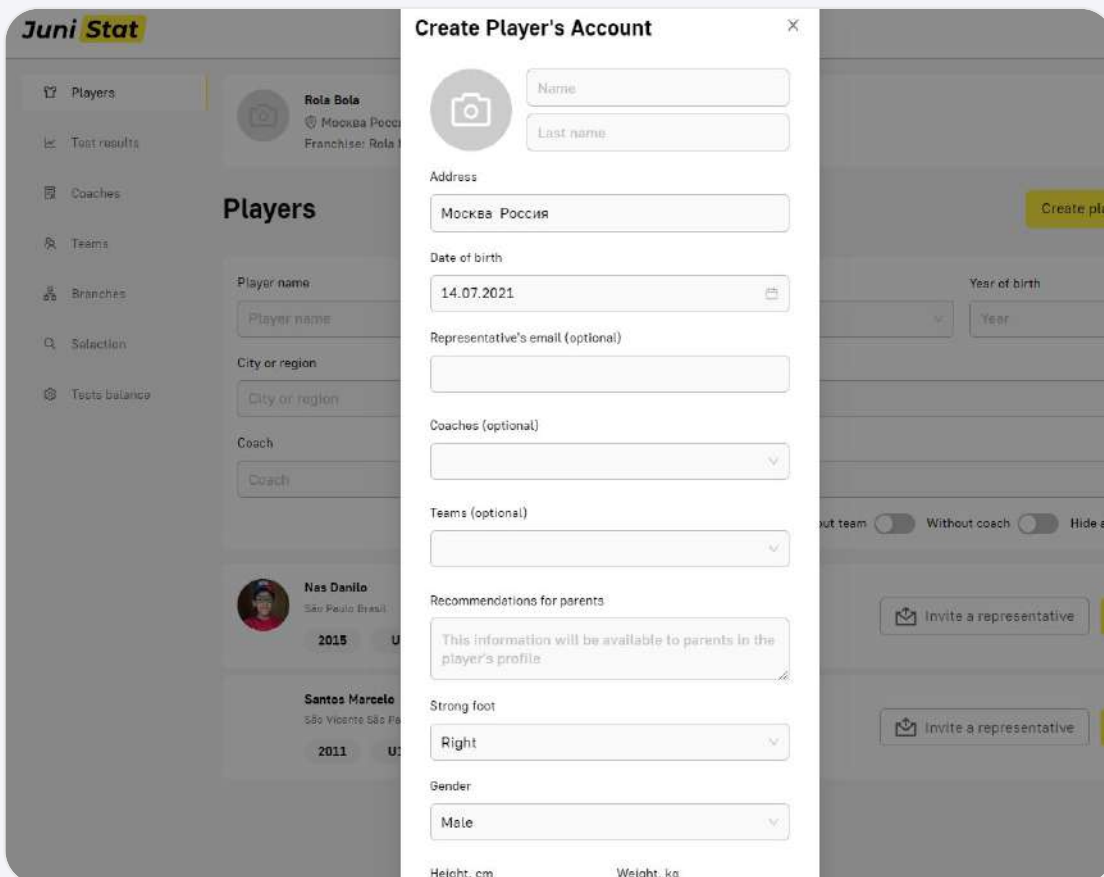 Juni Stat
Create Player's Account
Players
Test results
Coaches
Teams
Branches
Selection
Tests balance
Rola Bola
Москва
Franchise: Rola
Players
Create
Player name
Player name
Year of birth
Year
City or region
City or region
Coach
Coach
team
Without coach
Hide
Nas Danilo
São Paulo Brasil
2015
Invite a representative
Santos Marcelo
São Vicente São
2011
Invite a representative
Name
Last name
Address
Москва Россия
Date of birth
14.07.2021
Representative's email (optional)
Coaches (optional)
Teams (optional)
Recommendations for parents
This information will be available to parents in the
player's profile
Strong foot
Right
Gender
Male
Height, cm
Weight, kg